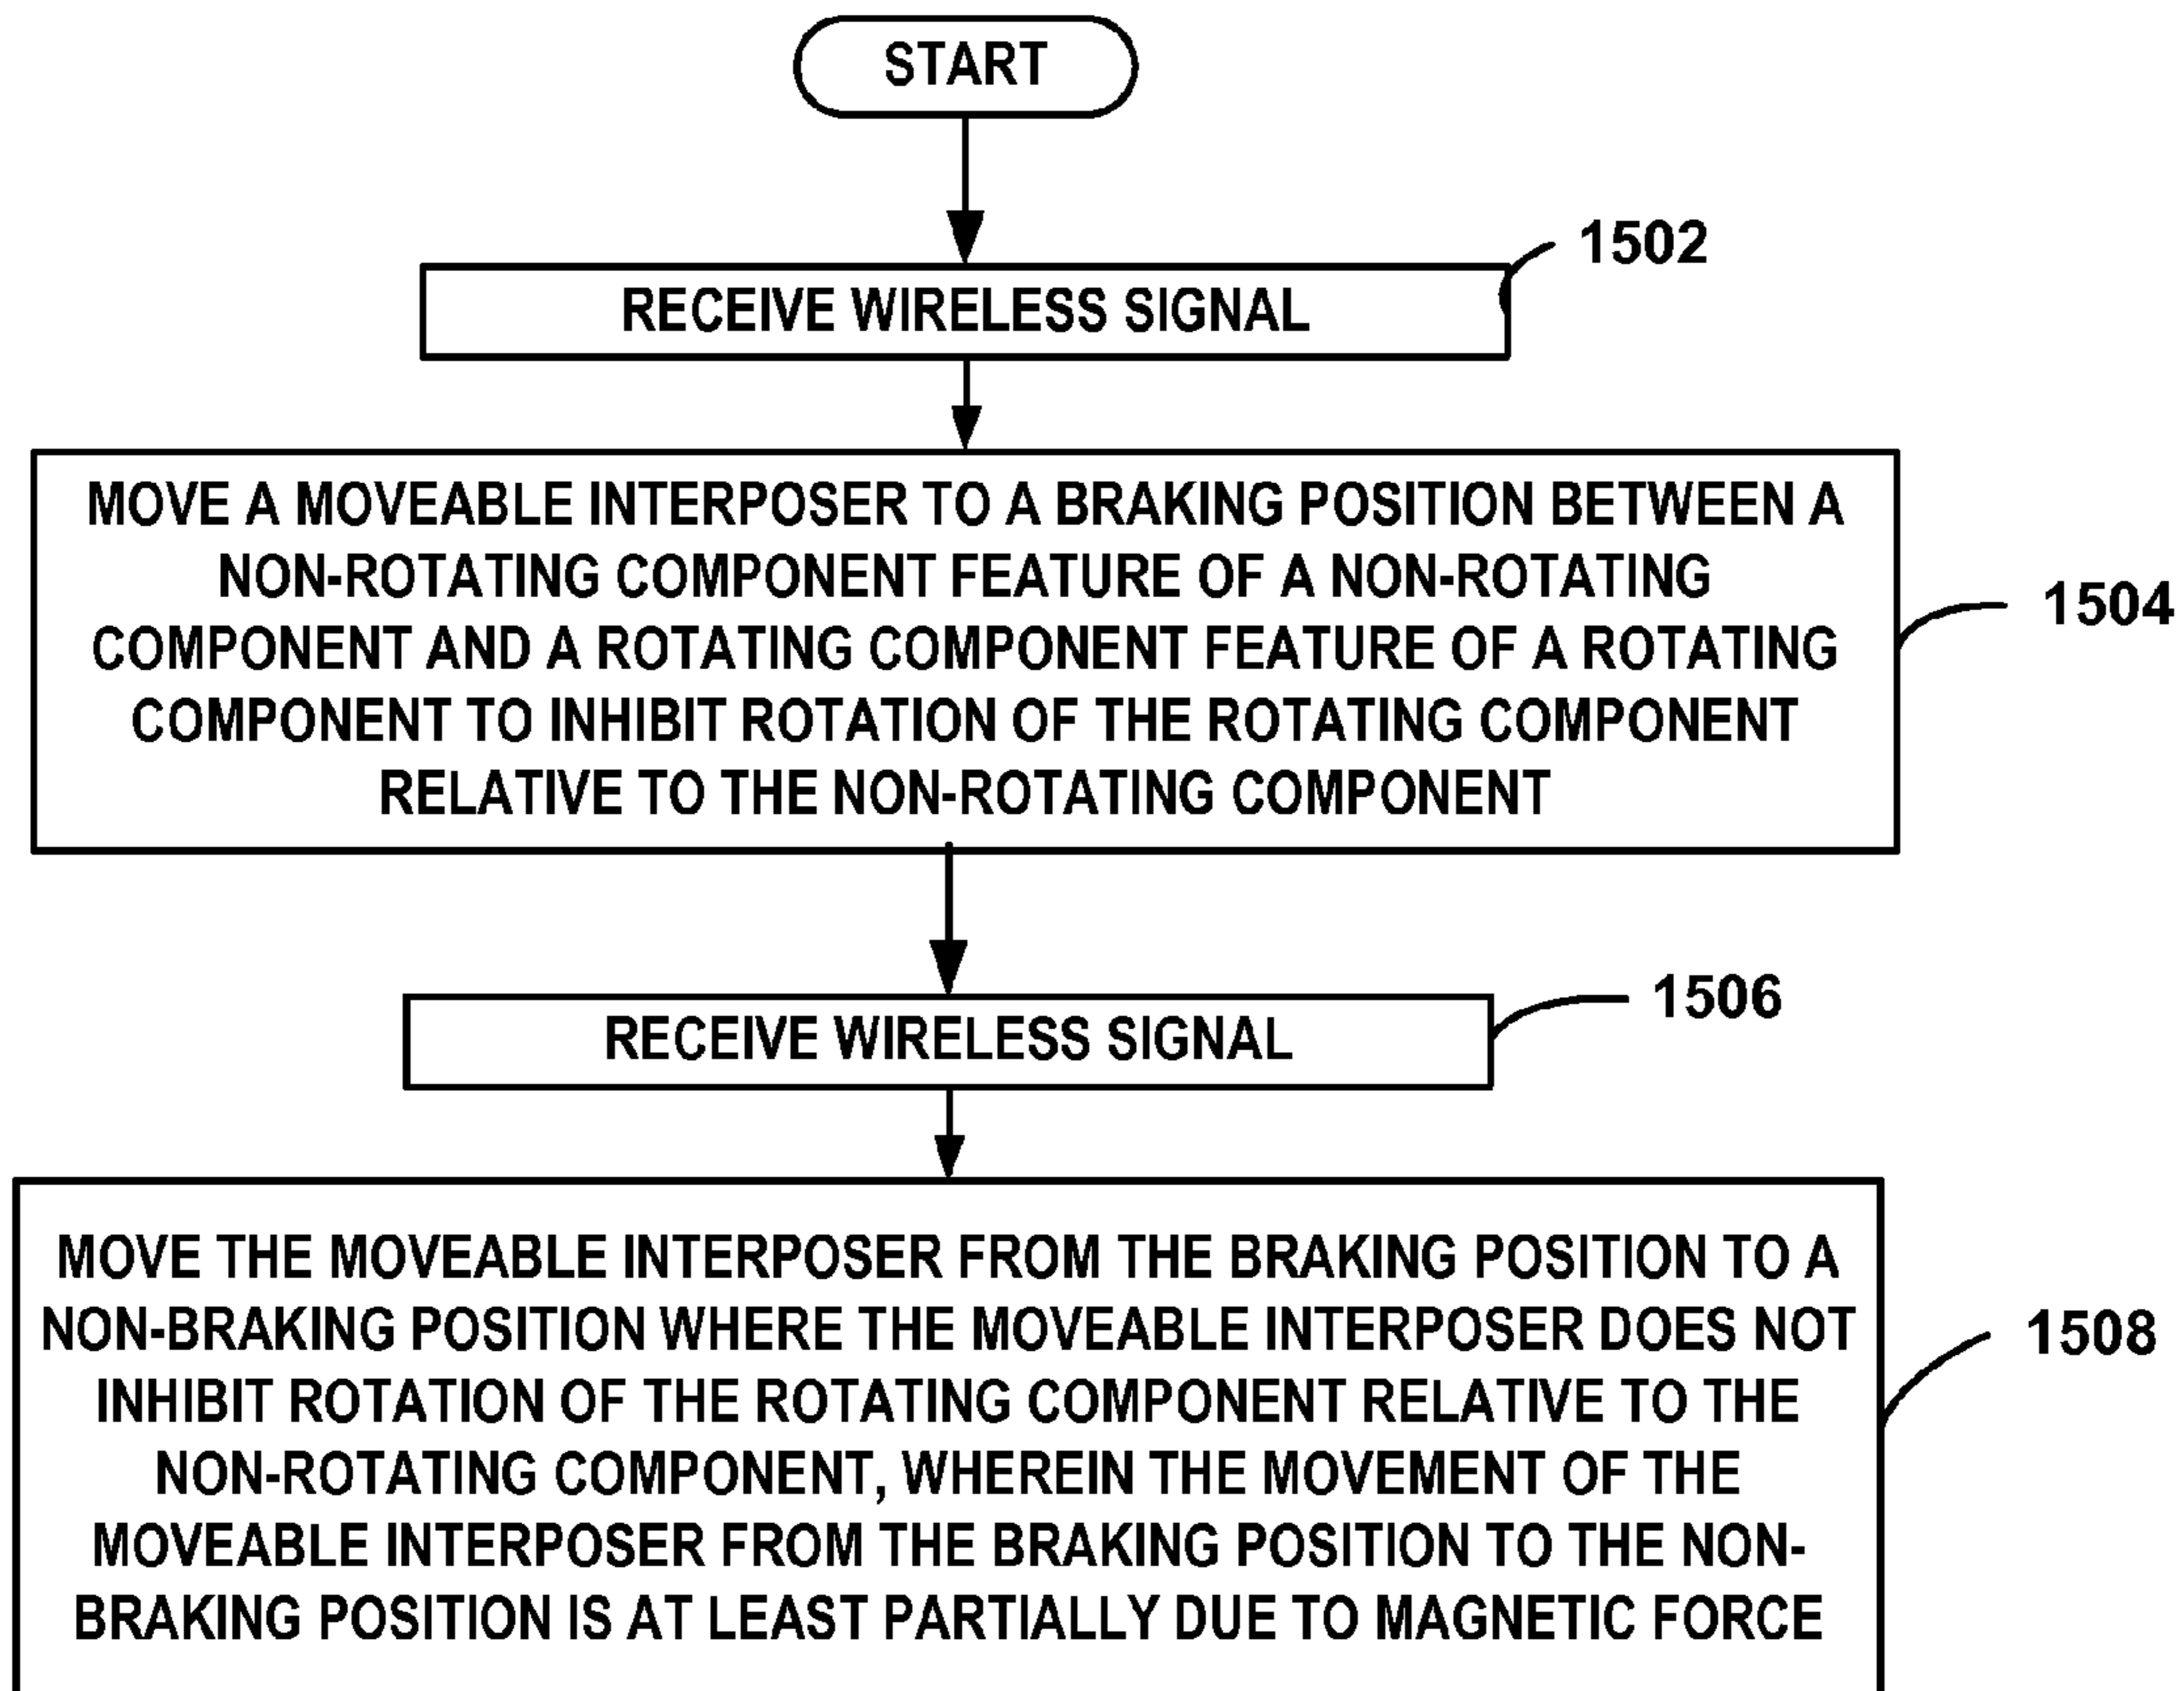 START
1502
RECEIVE WIRELESS SIGNAL
MOVE A MOVEABLE INTERPOSER TO A BRAKING POSITION BETWEEN A
NON-ROTATING COMPONENT FEATURE OF A NON-ROTATING
COMPONENT AND A ROTATING COMPONENT FEATURE OF A ROTATING
COMPONENT TO INHIBIT ROTATION OF THE ROTATING COMPONENT
RELATIVE TO THE NON-ROTATING COMPONENT
1504
RECEIVE WIRELESS SIGNAL
1506
MOVE THE MOVEABLE INTERPOSER FROM THE BRAKING POSITION TO A
NON-BRAKING POSITION WHERE THE MOVEABLE INTERPOSER DOES NOT
INHIBIT ROTATION OF THE ROTATING COMPONENT RELATIVE TO THE
NON-ROTATING COMPONENT, WHEREIN THE MOVEMENT OF THE
MOVEABLE INTERPOSER FROM THE BRAKING POSITION TO THE NON-
BRAKING POSITION IS AT LEAST PARTIALLY DUE TO MAGNETIC FORCE
1508